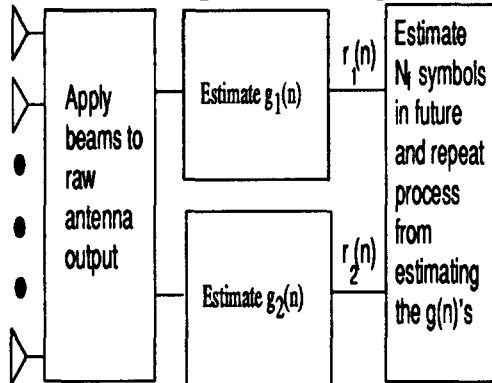 Apply
beams to
raw
antenna
output
Estimate g1(n)
r1(n)
Estimate g2(n)
r2(n)
Estimate
Nf symbols
in future
and repeat
process
from
estimating
the g(n)'s